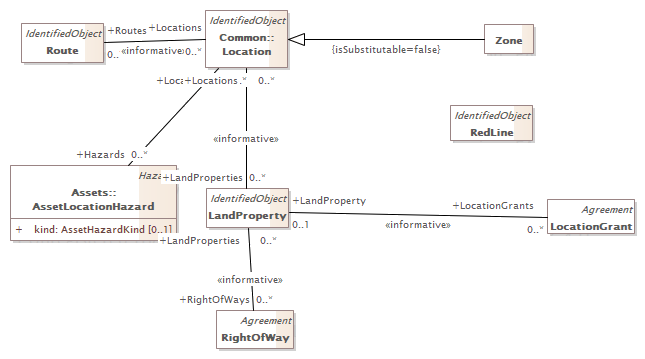 IdentifiedObject
Route
+Routes
+Locations
0..
«informative»
0..*
IdentifiedObject
Common::
Location
{isSubstitutable=false}
Zone
IdentifiedObject
RedLine
+Loca
+Locations
.*
0..*
«informative»
+Hazards
0..*
Haza
Assets::
AssetLocationHazard
+ kind: AssetHazardKind [0..1]
+LandProperties
0..*
IdentifiedObject
LandProperty
+LandProperty
0..1
«informative»
+LocationGrants
0..*
Agreement
LocationGrant
+LandProperties
0..*
«informative»
+RightOfWays
0..*
Agreement
RightOfWay